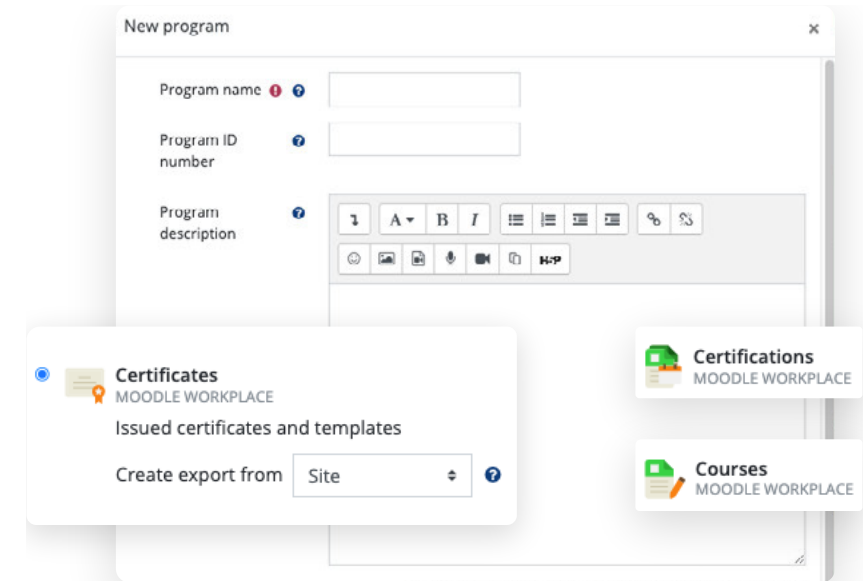 New program
×
Program name
Program ID
number
Program
description
A
B I
H5P
Certificates
MOODLE WORKPLACE
Issued certificates and templates
Create export from Site
Certifications
MOODLE WORKPLACE
Courses
MOODLE WORKPLACE